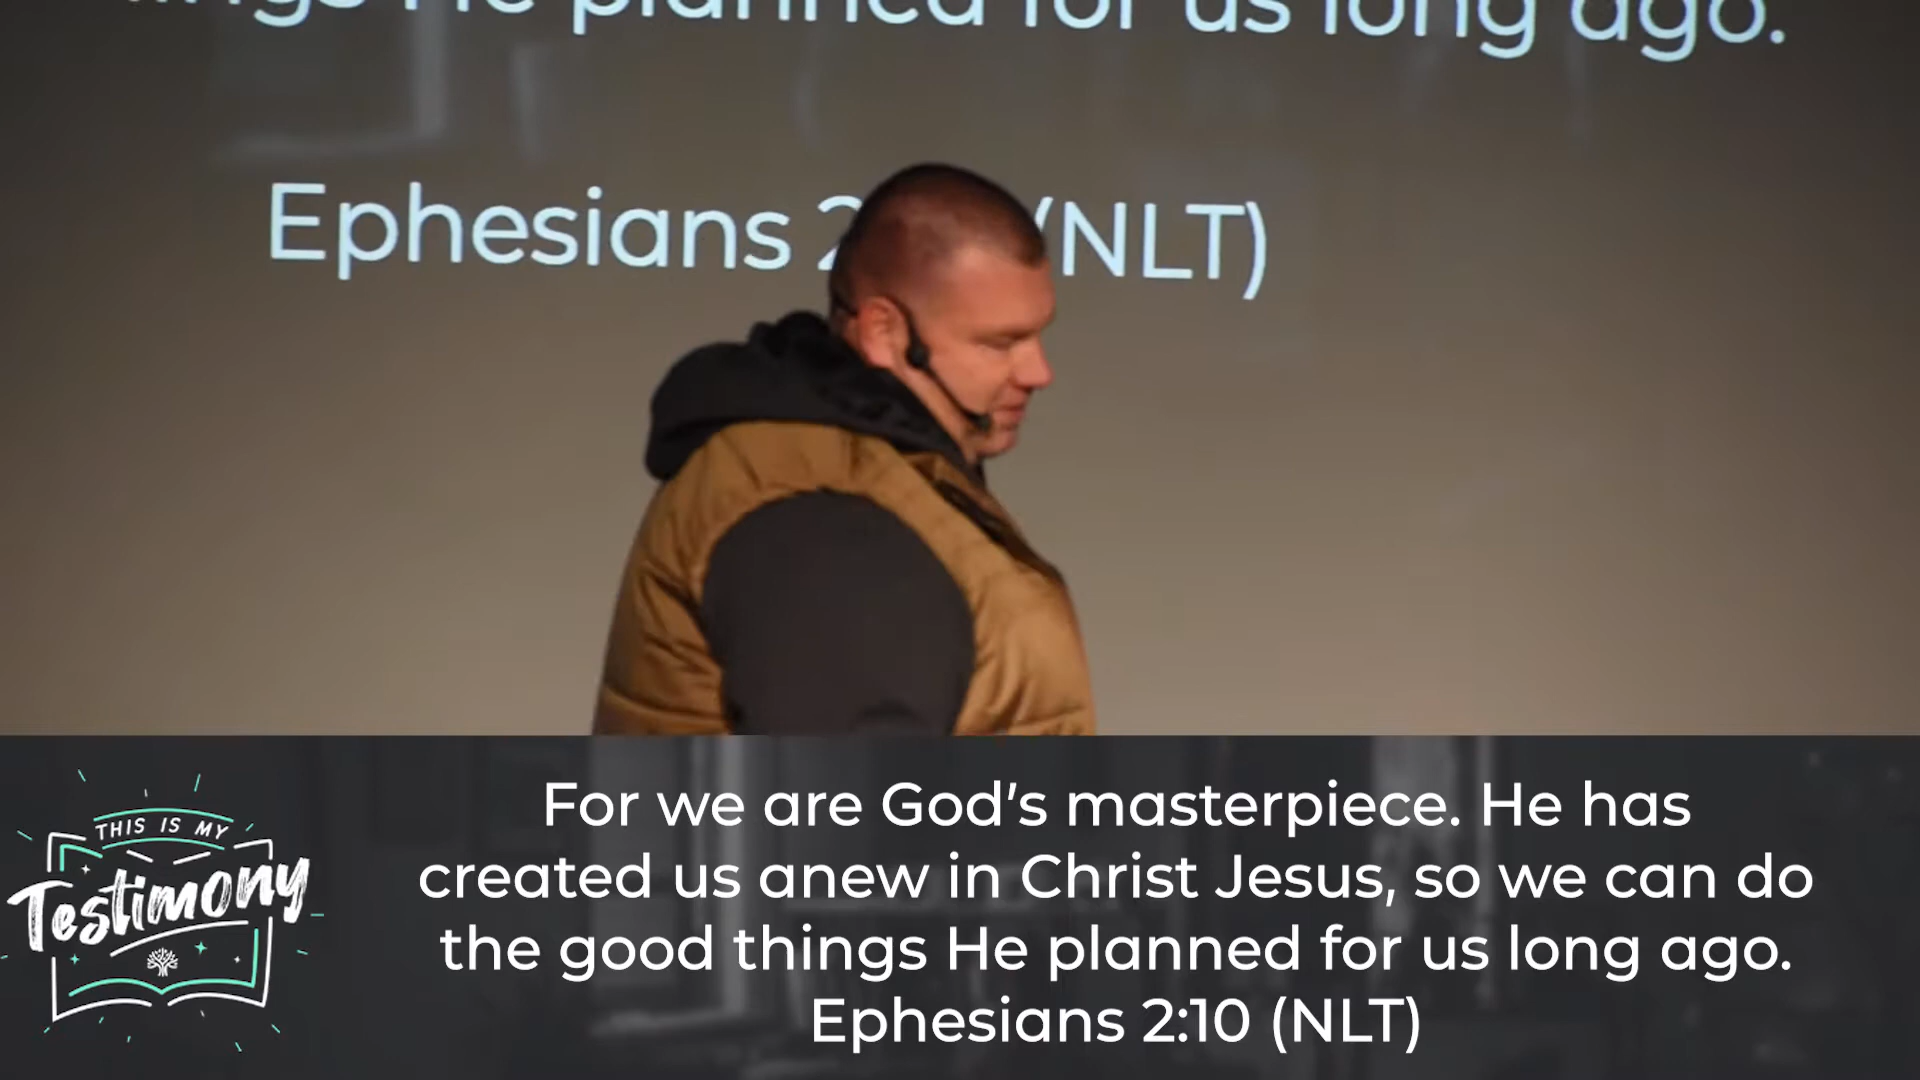 He planned for us long ago.
Ephesians (NLT)
THIS IS MY
Testimony
For we are God's masterpiece. He has
created us anew in Christ Jesus, so we can do
the good things He planned for us long ago.
Ephesians 2:10 (NLT)